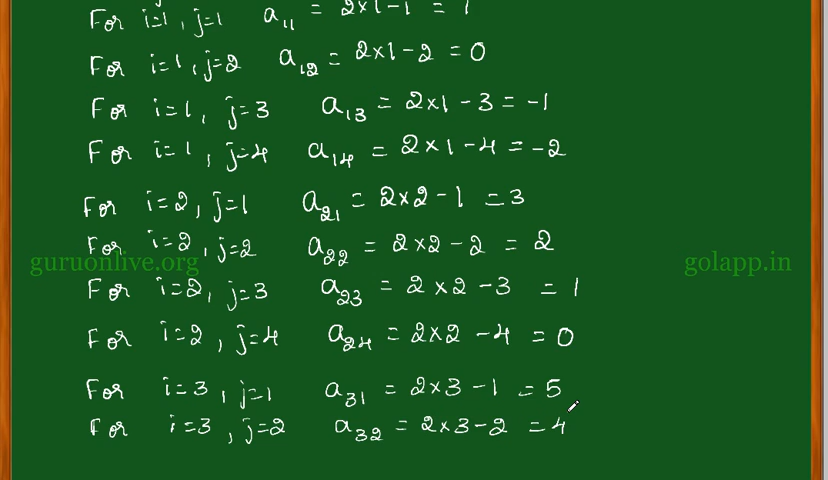 For i=1, j=1 a11 = 2×1-1 = 1
For i=1, j=2 a12 = 2×1-2 = 0
For i=1, j=3 a13 = 2×1-3 = -1
For i=1, j=4 a14 = 2×1-4 = -2
For i=2, j=1 a21 = 2×2-1 = 3
For i=2, j=2 a22 = 2×2-2 = 2
guruonlive.org golapp.in
For i=2, j=3 a23 = 2×2-3 = 1
For i=2, j=4 a24 = 2×2-4 = 0
For i=3, j=1 a31 = 2×3-1 = 5
For i=3, j=2 a32 = 2×3-2 = 4